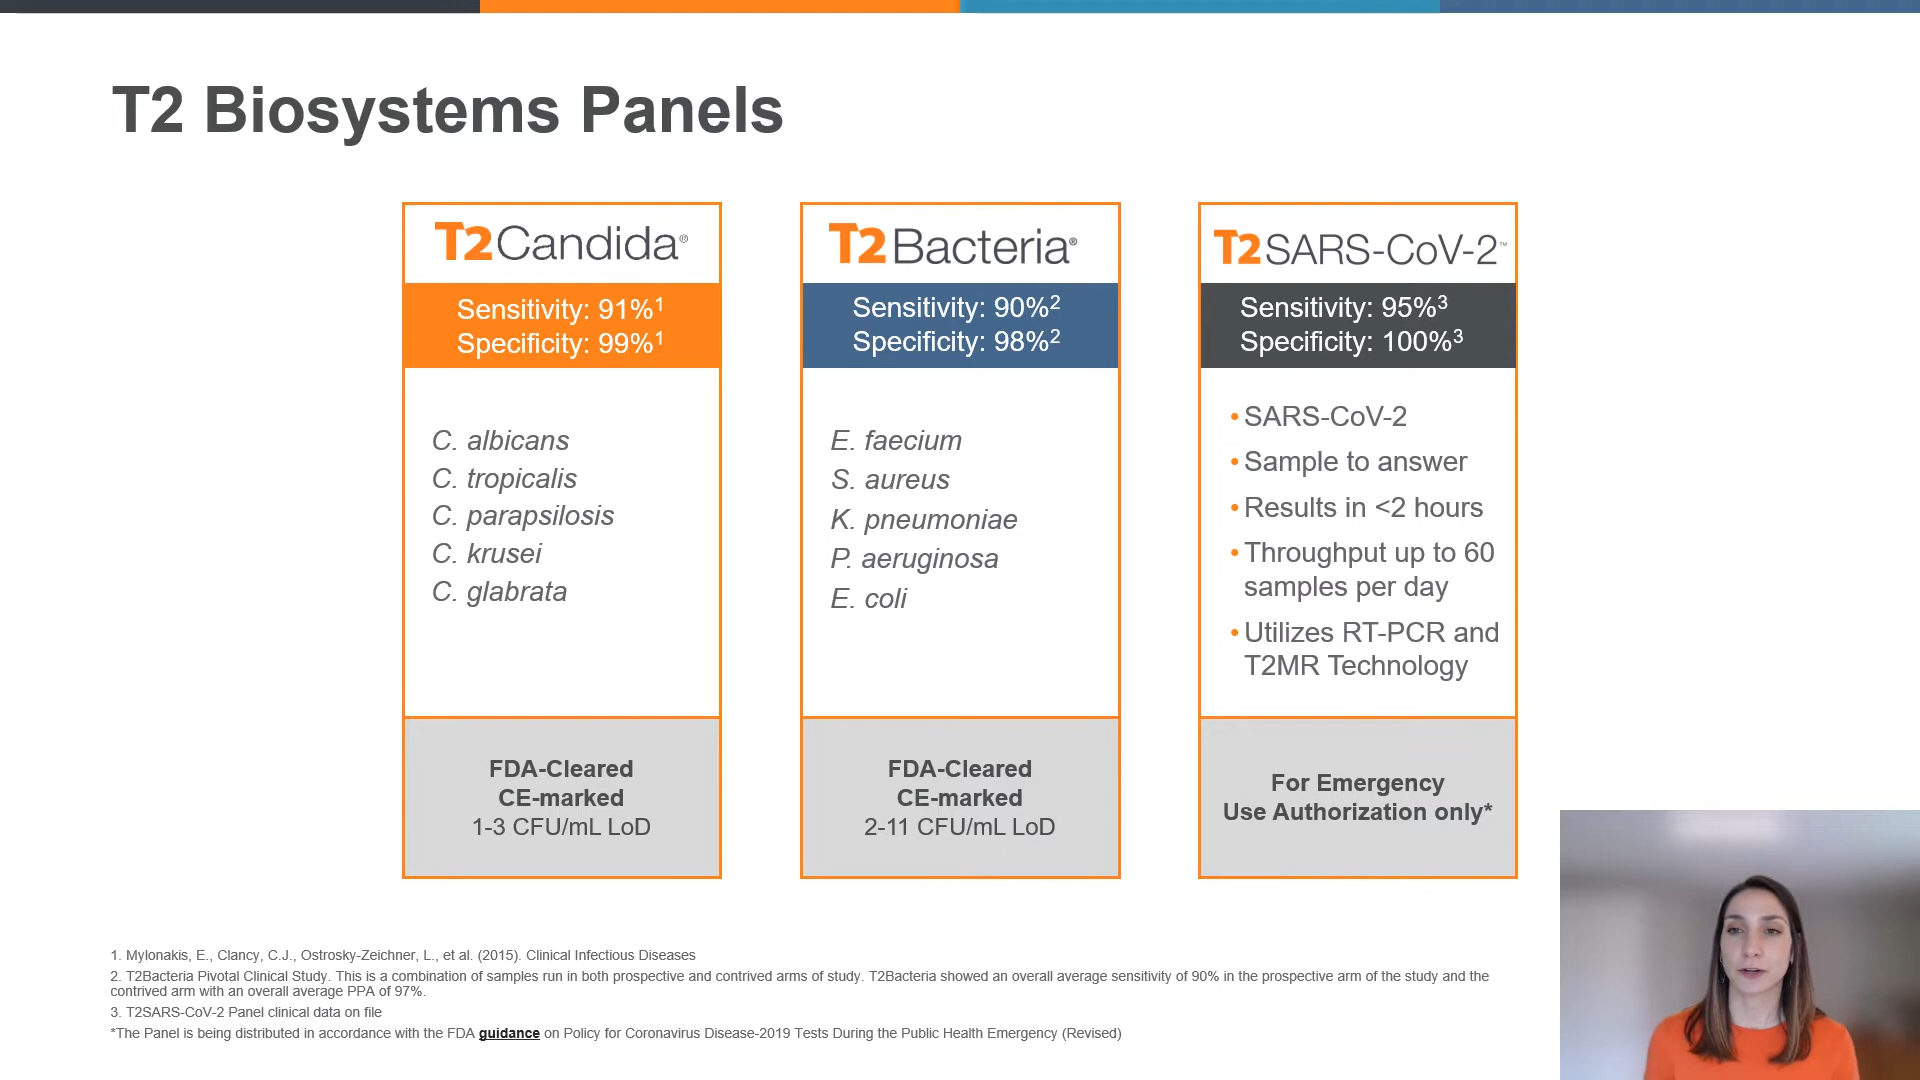 T2 Biosystems Panels
T2Candida®
Sensitivity: 91%1
Specificity: 99%1
C. albicans
C. tropicalis
C. parapsilosis
C. krusei
C. glabrata
FDA-Cleared
CE-marked
1-3 CFU/mL LoD
T2Bacteria®
Sensitivity: 90%2
Specificity: 98%2
E. faecium
S. aureus
K. pneumoniae
P. aeruginosa
E. coli
FDA-Cleared
CE-marked
2-11 CFU/mL LoD
T2SARS-CoV-2™
Sensitivity: 95%3
Specificity: 100%3
• SARS-CoV-2
• Sample to answer
• Results in <2 hours
• Throughput up to 60
samples per day
• Utilizes RT-PCR and
T2MR Technology
For Emergency
Use Authorization only*
1. Mylonakis, E., Clancy, C.J., Ostrosky-Zeichner, L., et al. (2015). Clinical Infectious Diseases
2. T2Bacteria Pivotal Clinical Study. This is a combination of samples run in both prospective and contrived arms of study. T2Bacteria showed an overall average sensitivity of 90% in the prospective arm of the study and the
contrived arm with an overall average PPA of 97%.
3. T2SARS-CoV-2 Panel clinical data on file
*The Panel is being distributed in accordance with the FDA guidance on Policy for Coronavirus Disease-2019 Tests During the Public Health Emergency (Revised)